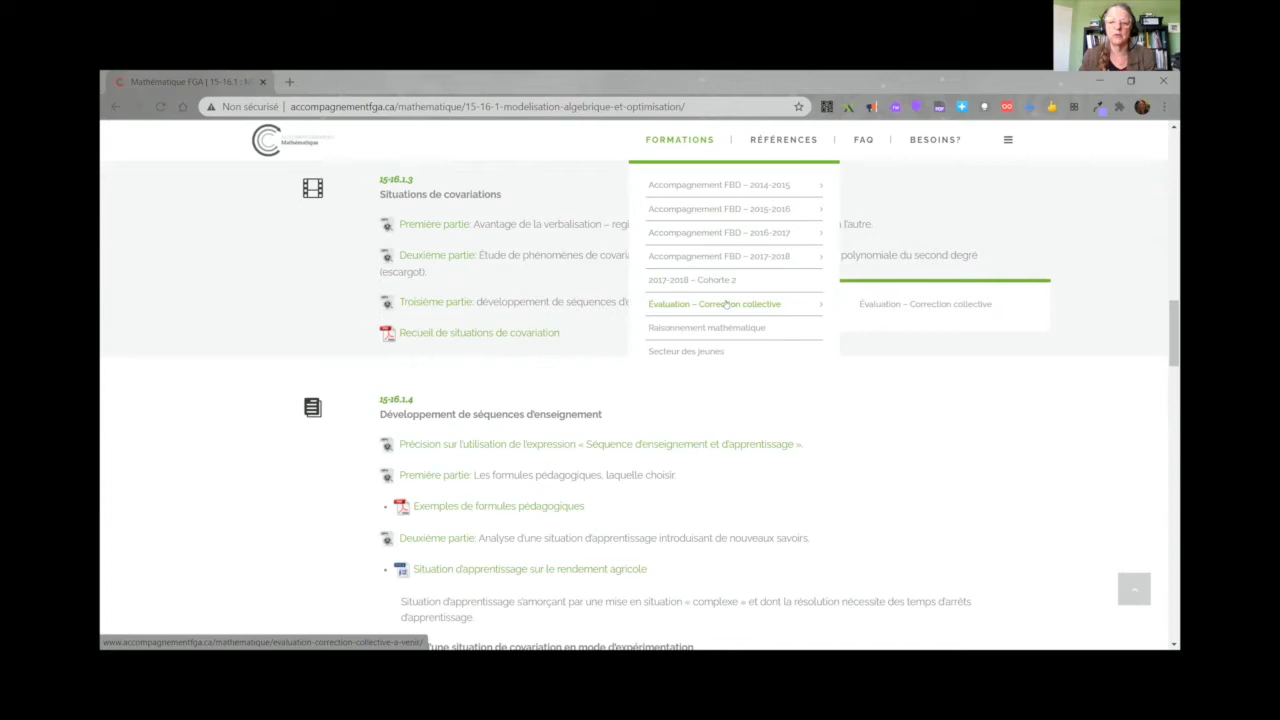 Mathématique FGA | 15-16.1 : M
Non sécurisé
accompagnementfga.ca/mathematique/15-16-1-modelisation-algebrique-et-optimisation/
Mathématique
FORMATIONS
RÉFÉRENCES
FAQ
BESOINS?
15-16.1.3
Situations de covariations
Première partie: Avantage de la verbalisation – regi
l'autre.
Deuxième partie: Étude de phénomènes de covaria
polynomiale du second degré
(escargot).
Troisième partie: développement de séquences d'e
Recueil de situations de covariation
Accompagnement FBD – 2014-2015
Accompagnement FBD – 2015-2016
Accompagnement FBD – 2016-2017
Accompagnement FBD – 2017-2018
2017-2018 – Cohorte 2
Évaluation – Correction collective
Raisonnement mathématique
Secteur des jeunes
Évaluation – Correction collective
15-16.1.4
Développement de séquences d'enseignement
Précision sur l'utilisation de l'expression « Séquence d'enseignement et d'apprentissage ».
Première partie: Les formules pédagogiques, laquelle choisir
Exemples de formules pédagogiques
Deuxième partie: Analyse d'une situation d'apprentissage introduisant de nouveaux savoirs.
Situation d'apprentissage sur le rendement agricole
Situation d'apprentissage s'amorçant par une mise en situation « complexe » et dont la résolution nécessite des temps d'arrêts
d'apprentissage.
'une situation de covariation en mode d'expérimentation
www.accompagnementfga.ca/mathematique/evaluation-correction-collective-a-venir/